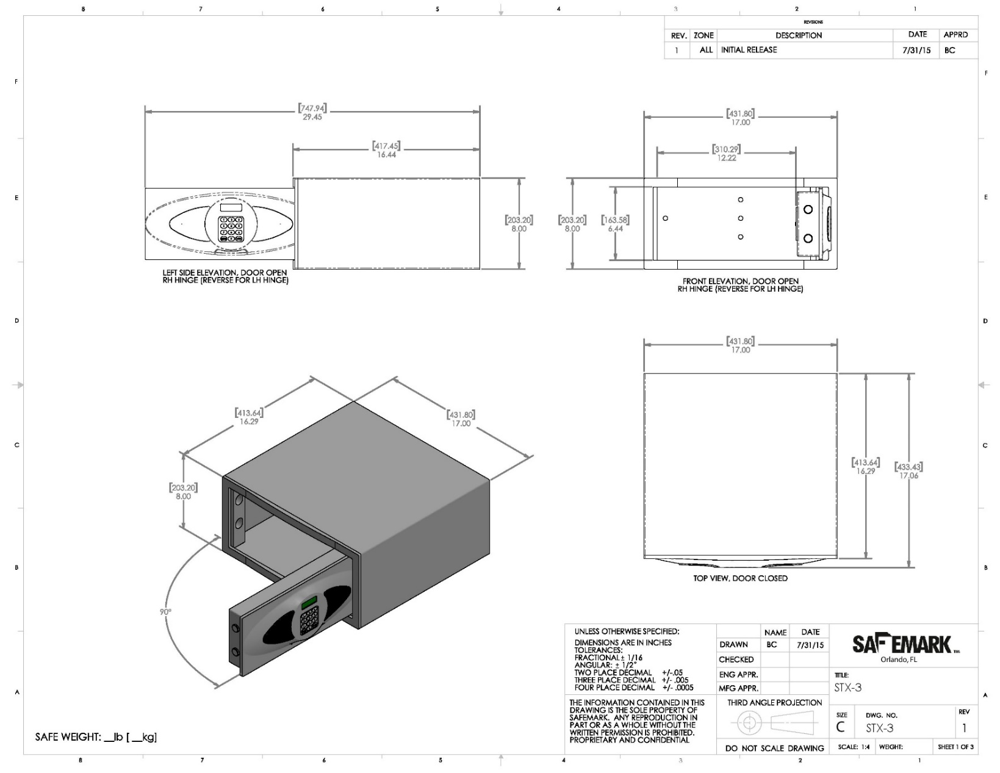 8 7 6 5 4 3 2 1
REVISIONS
REV. ZONE DESCRIPTION DATE APPRD
1 ALL INITIAL RELEASE 7/31/15 BC
F F
[747.94]
29.45
[431.80]
17.00
[417.45]
16.44
[310.29]
12.22
E E
[203.20]
8.00
[203.20]
8.00
[163.58]
6.44
LEFT SIDE ELEVATION, DOOR OPEN
RH HINGE (REVERSE FOR LH HINGE)
FRONT ELEVATION, DOOR OPEN
RH HINGE (REVERSE FOR LH HINGE)
D D
[431.80]
17.00
[413.64]
16.29
[431.80]
17.00
C C
[413.64]
16.29
[433.43]
17.06
[203.20]
8.00
B B
TOP VIEW, DOOR CLOSED
90°
UNLESS OTHERWISE SPECIFIED:
DIMENSIONS ARE IN INCHES
TOLERANCES:
FRACTIONAL ± 1/16
ANGULAR: ± 1/2°
TWO PLACE DECIMAL +/-.05
THREE PLACE DECIMAL +/- .005
FOUR PLACE DECIMAL +/- .0005
NAME DATE
DRAWN BC 7/31/15
CHECKED
ENG APPR.
MFG APPR.
SAFEMARK TM
Orlando, FL
TITLE:
STX-3
A A
THE INFORMATION CONTAINED IN THIS
DRAWING IS THE SOLE PROPERTY OF
SAFEMARK. ANY REPRODUCTION IN
PART OR AS A WHOLE WITHOUT THE
WRITTEN PERMISSION IS PROHIBITED.
PROPRIETARY AND CONFIDENTIAL
THIRD ANGLE PROJECTION
DO NOT SCALE DRAWING
SIZE DWG. NO. REV
C STX-3 1
SCALE: 1:4 WEIGHT: SHEET 1 OF 3
SAFE WEIGHT: __lb [ __kg]
8 7 6 5 4 3 2 1